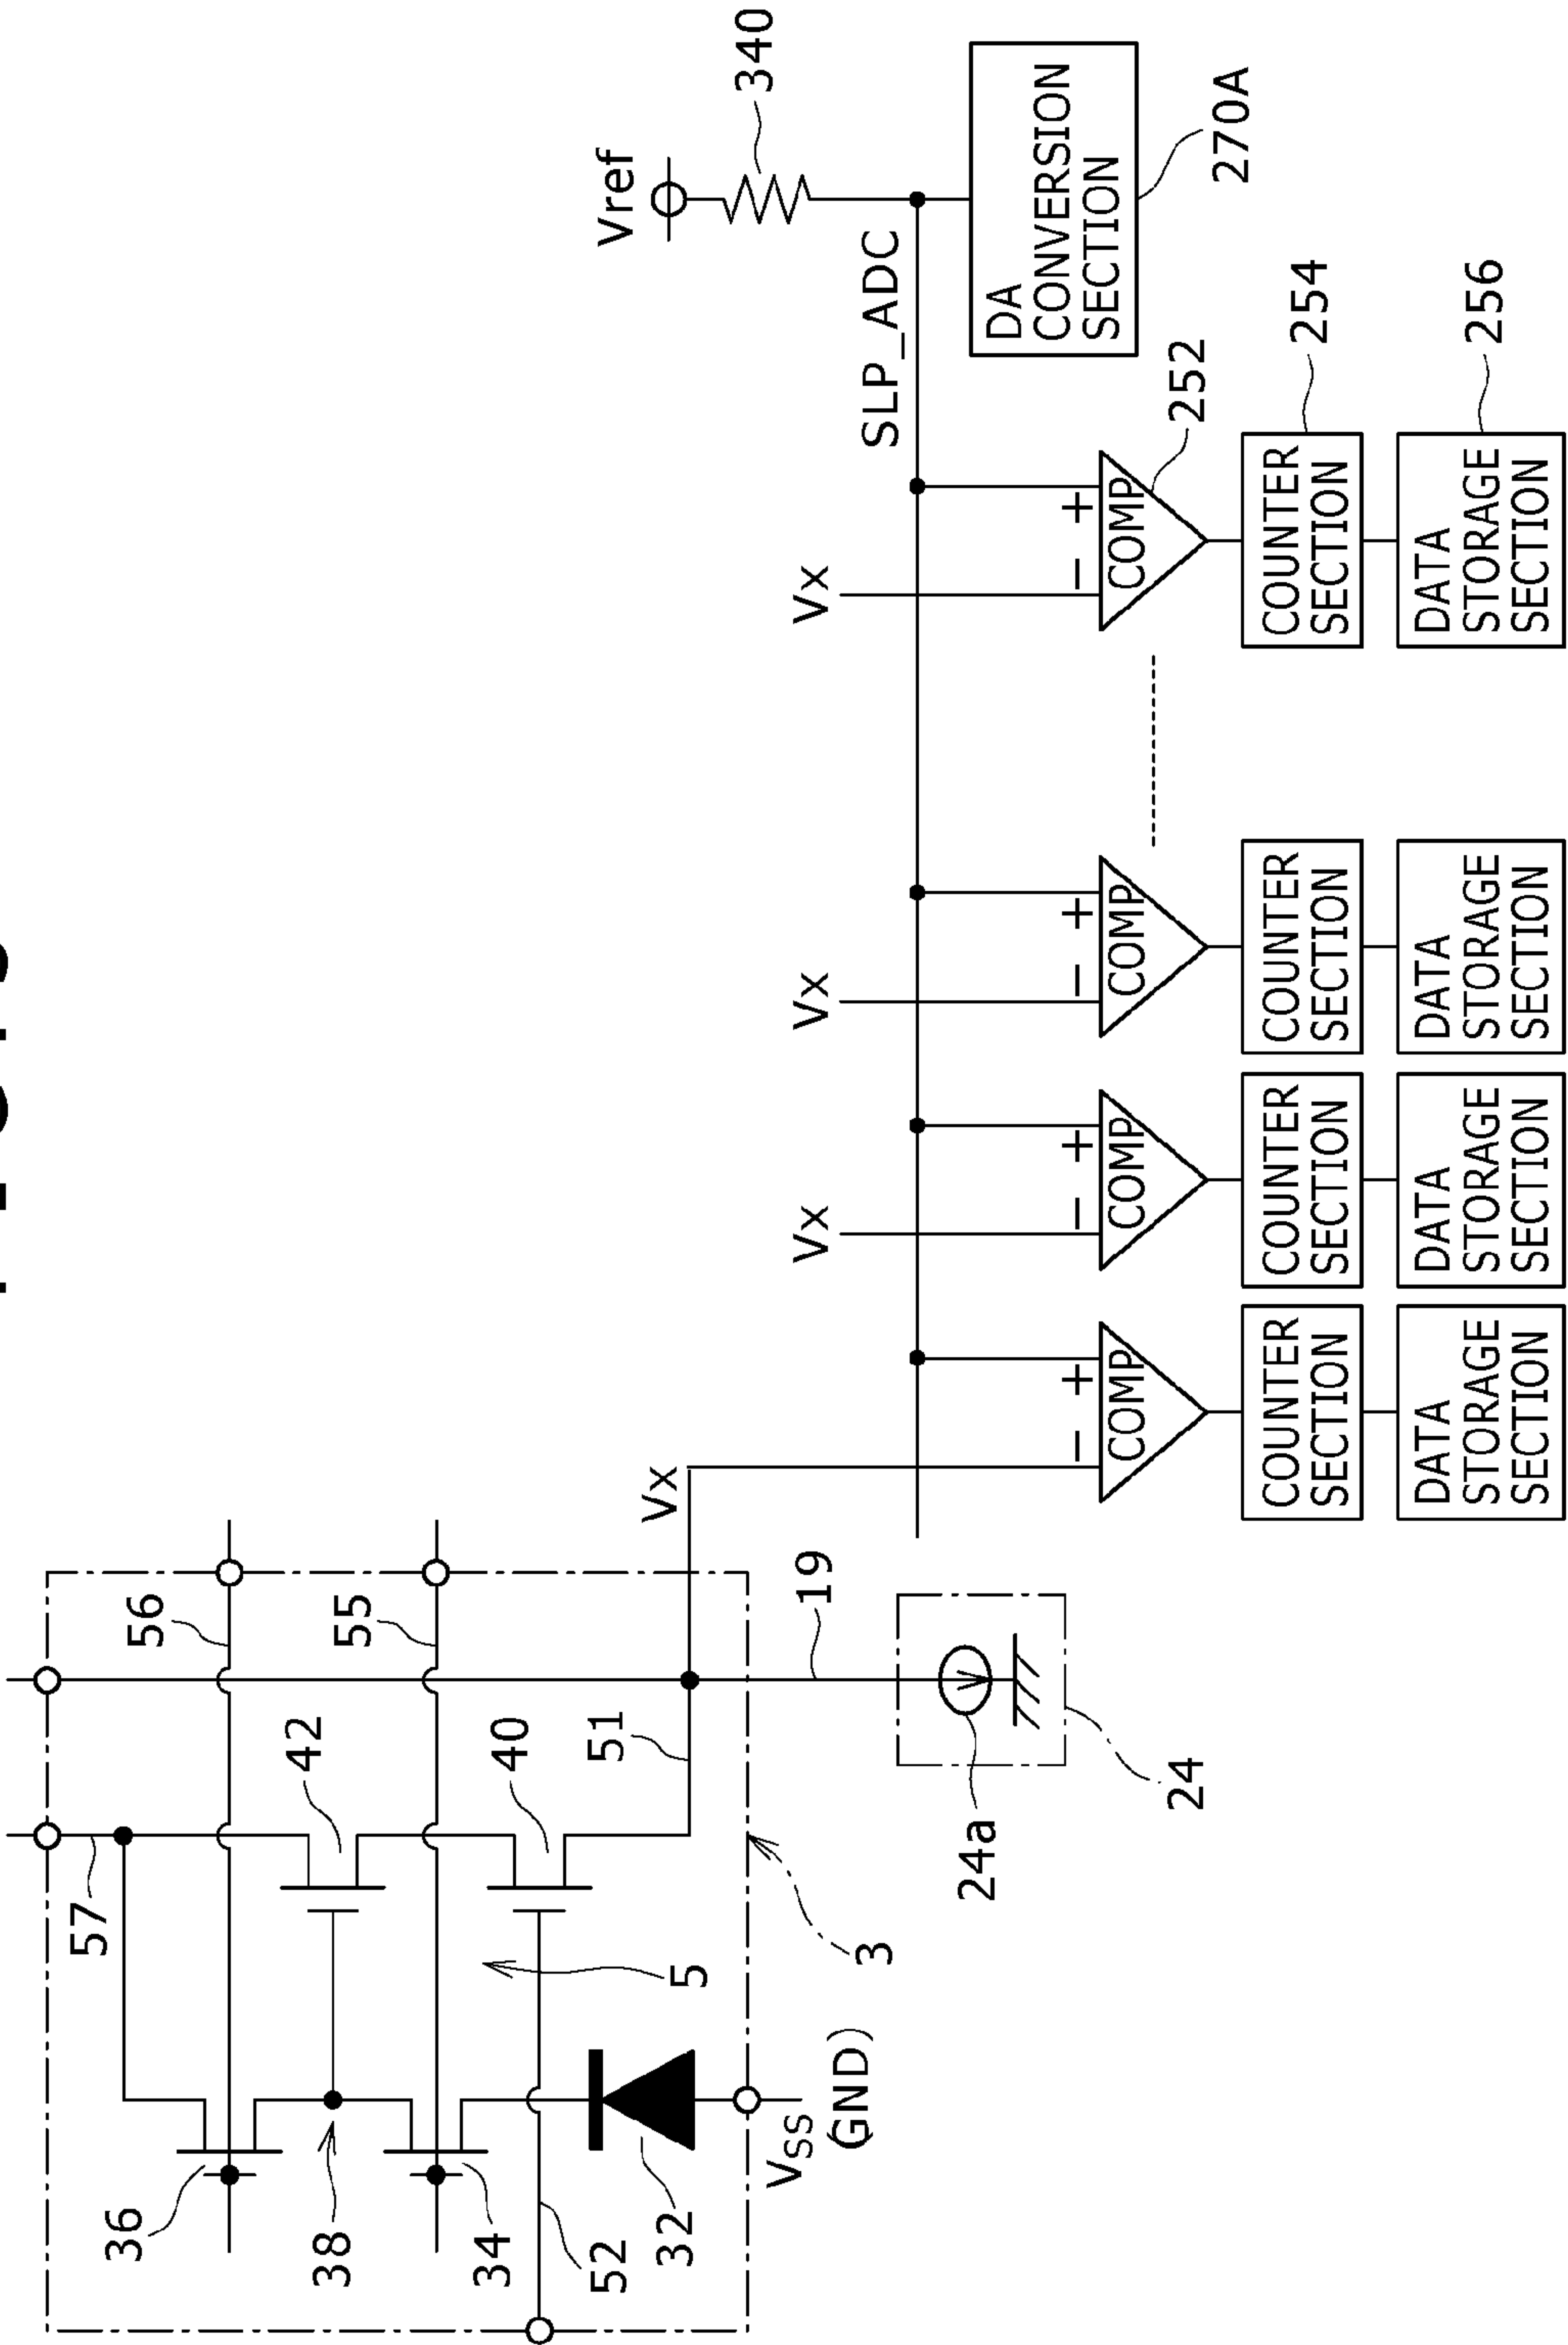 57
42
56
36
38
55
34
40
52
51
5
32
VSS
(GND)
3
19
24a
24
Vx
Vx
Vx
Vx
Vref
340
SLP_ADC
DA
CONVERSION
SECTION
270A
−
+
COMP
−
+
COMP
−
+
COMP
−
+
COMP
252
COUNTER
SECTION
COUNTER
SECTION
COUNTER
SECTION
COUNTER
SECTION
254
DATA
STORAGE
SECTION
DATA
STORAGE
SECTION
DATA
STORAGE
SECTION
DATA
STORAGE
SECTION
256